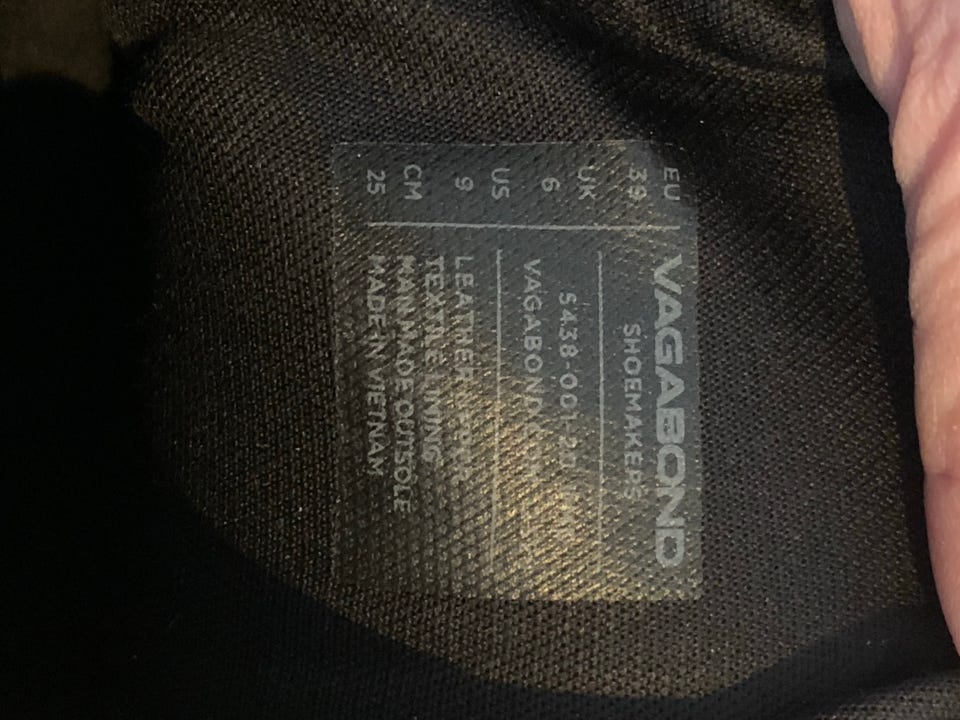 EU
39
UK
6
US
9
CM
25
VAGABOND
SHOEMAKERS
5438-001-20
VAGABOND
LEATHER UPPER
TEXTILE LINING
MAN MADE OUTSOLE
MADE IN VIETNAM